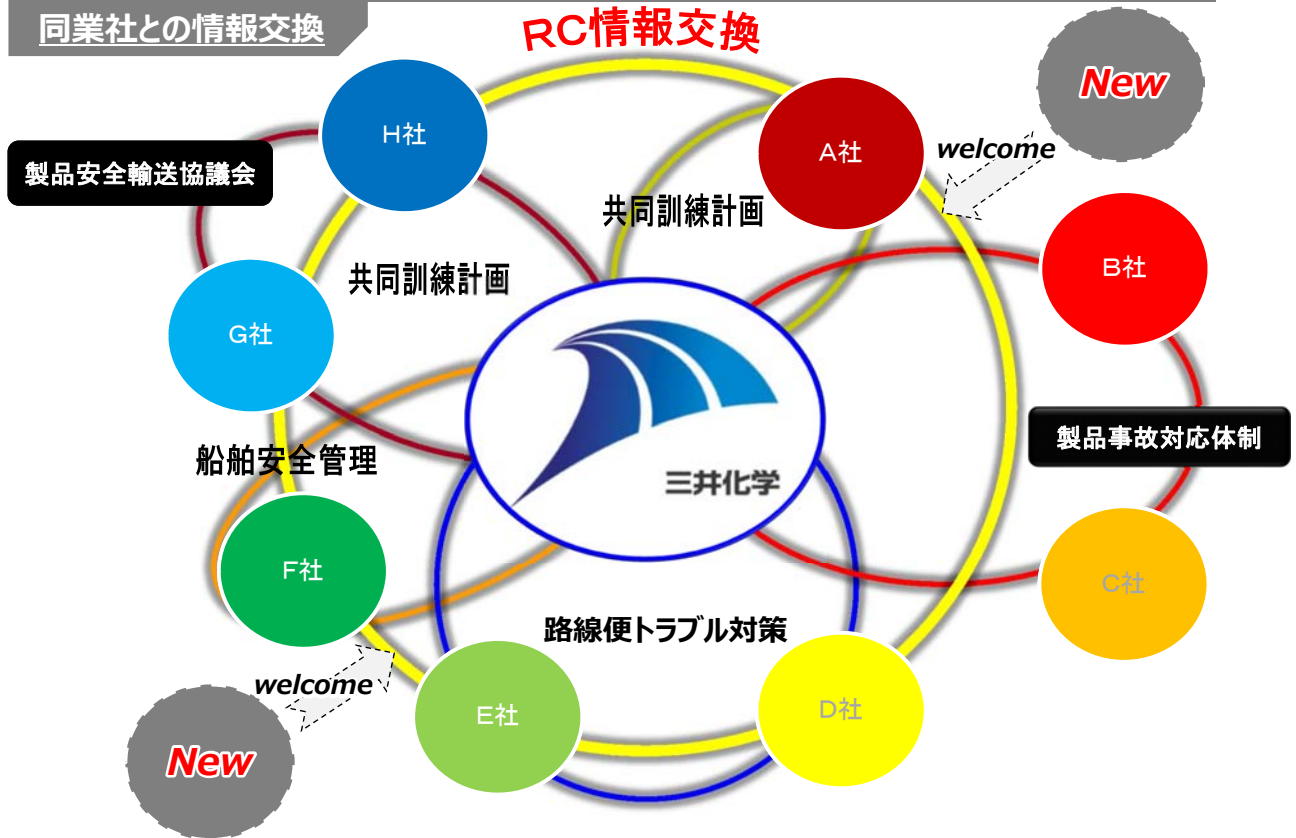 同業社との情報交換
RC情報交換
New
welcome
H社
A社
製品安全輸送協議会
共同訓練計画
B社
共同訓練計画
G社
製品事故対応体制
船舶安全管理
三井化学
F社
C社
路線便トラブル対策
welcome
E社
D社
New